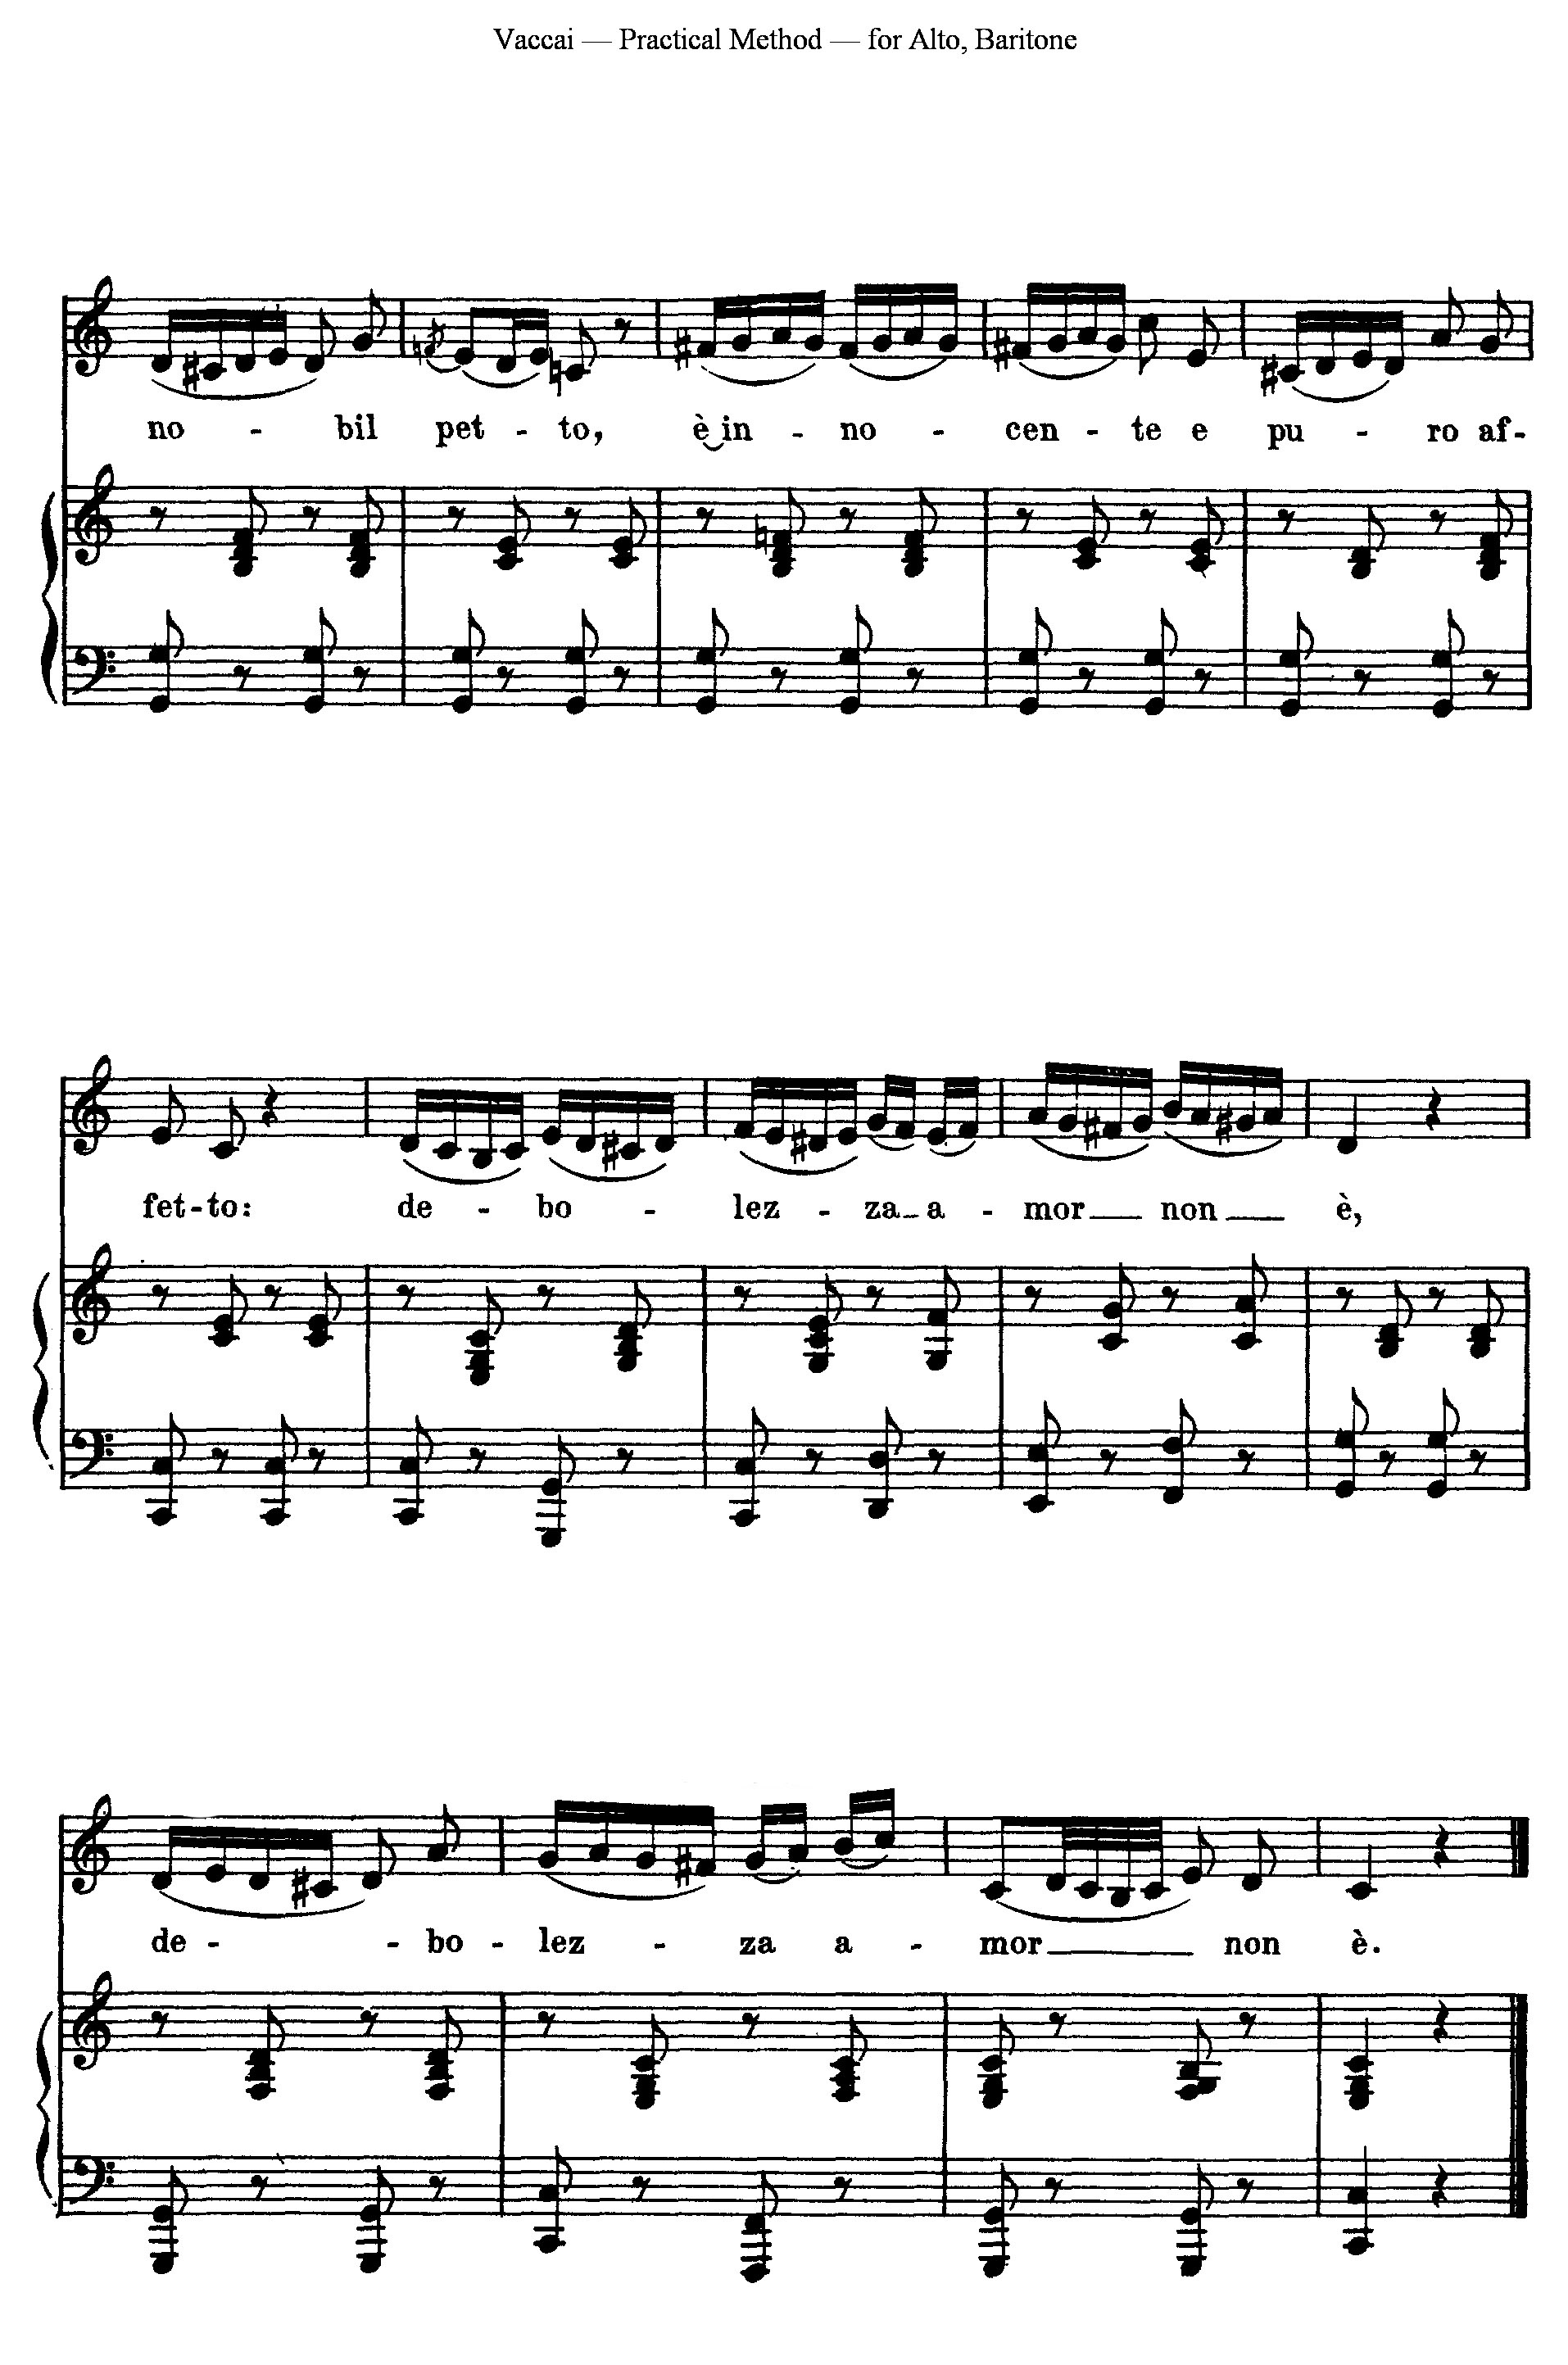 Vaccai — Practical Method — for Alto, Baritone
no - bil pet - to, è in - no - cen - te e pu - ro af-
fet-to: de - bo - lez - za a - mor non è,
de - - bo - lez - za a - mor non è.